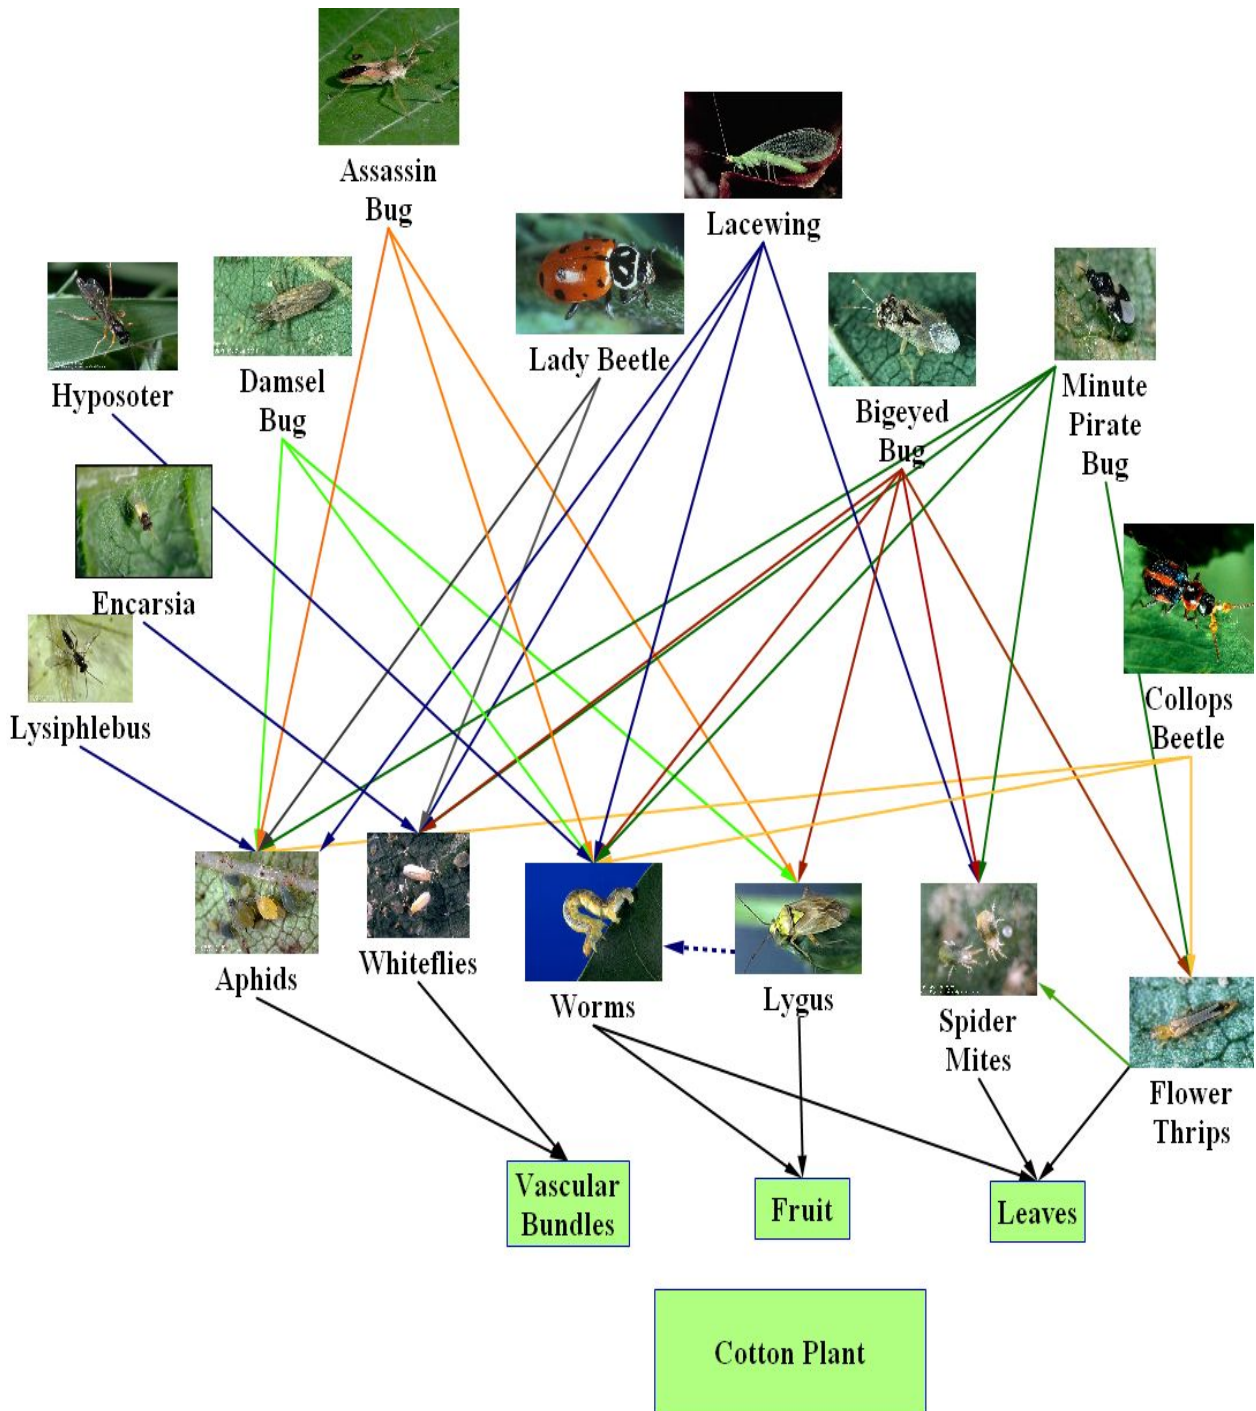 Assassin
Bug
Lacewing
Hyposoter
Damsel
Bug
Lady Beetle
Bigeyed
Bug
Minute
Pirate
Bug
Encarsia
Lysiphlebus
Collops
Beetle
Aphids
Whiteflies
Worms
Lygus
Spider
Mites
Flower
Thrips
Vascular
Bundles
Fruit
Leaves
Cotton Plant